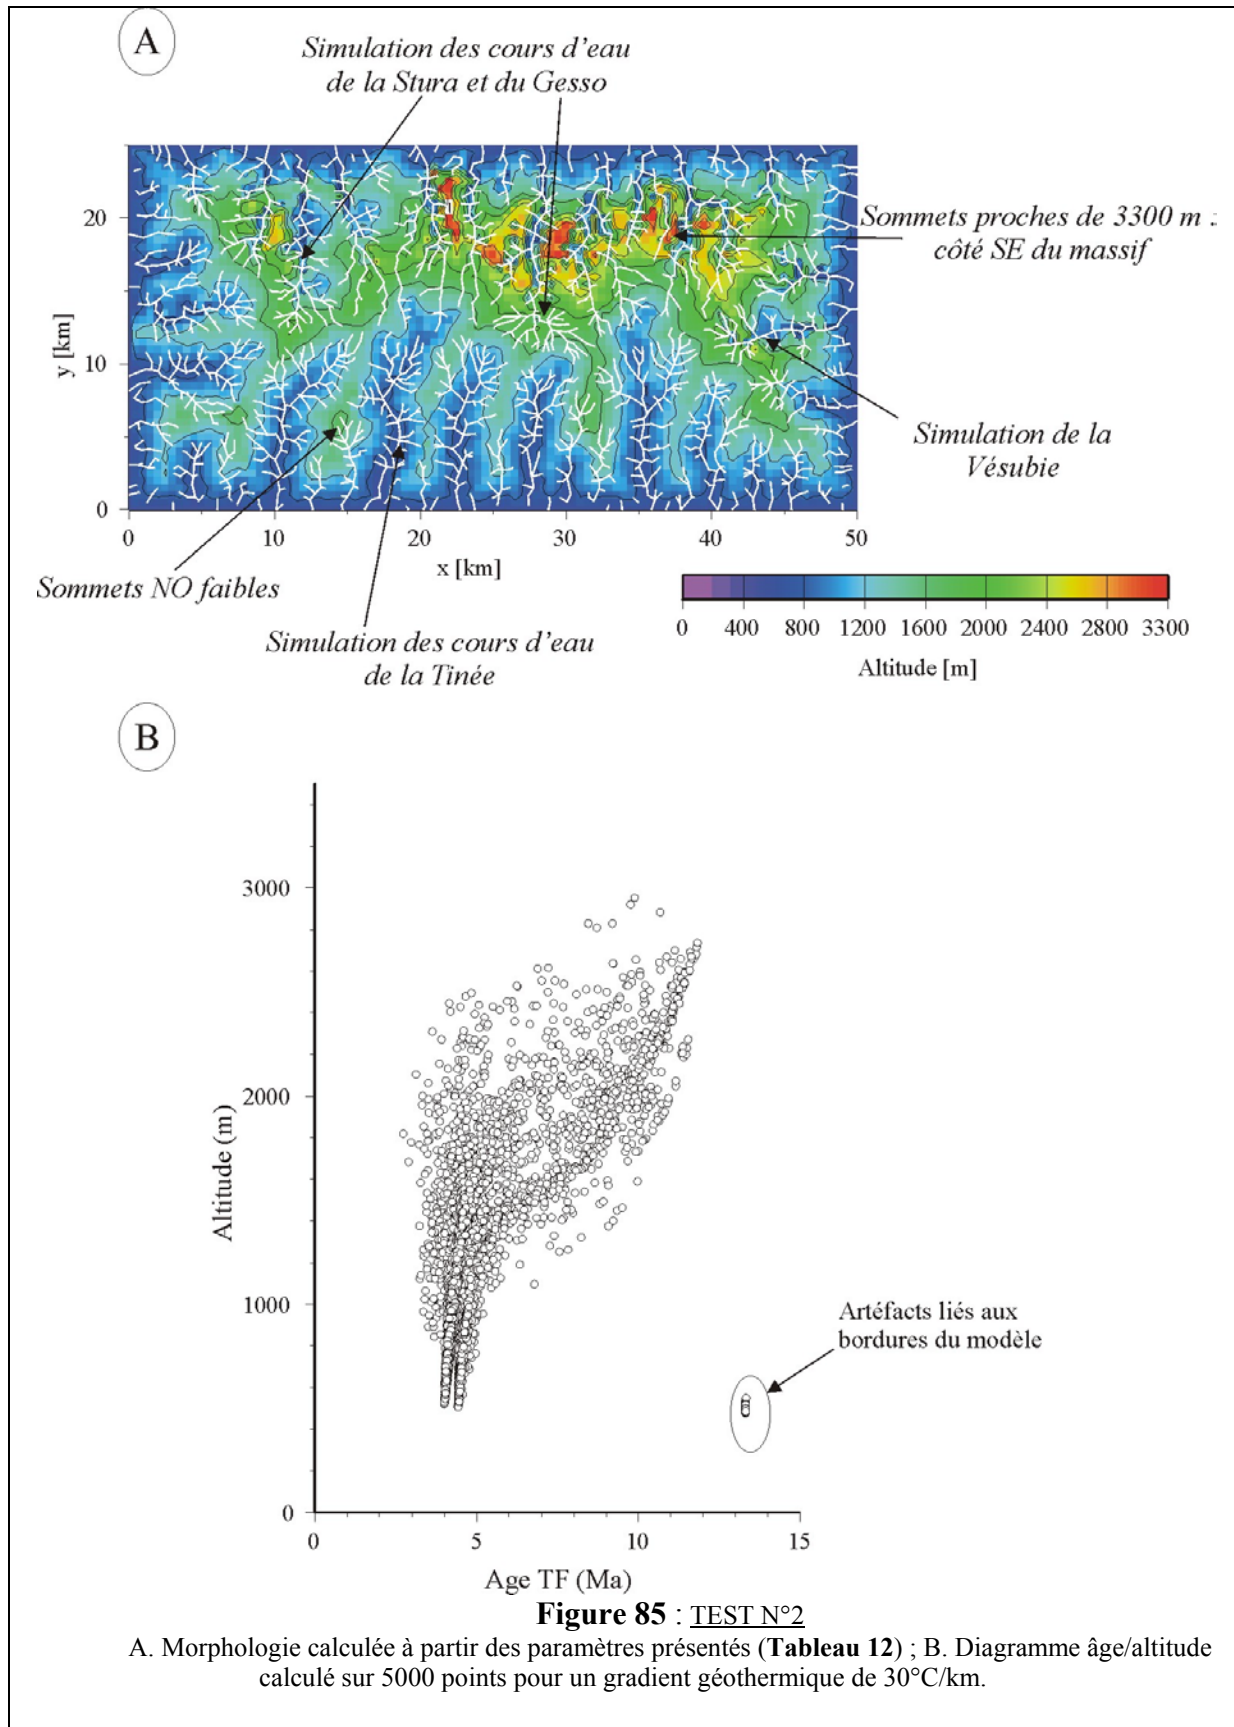 A
Simulation des cours d'eau
de la Stura et du Gesso
Sommets proches de 3300 m
côté SE du massif
20
10
0
y [km]
0 10 20 30 40 50
x [km]
Simulation de la
Vésubie
Sommets NO faibles
Simulation des cours d'eau
de la Tinée
0 400 800 1200 1600 2000 2400 2800 3300
Altitude [m]
B
3000
2000
1000
0
Altitude (m)
Artéfacts liés aux
bordures du modèle
0 5 10 15
Age TF (Ma)
Figure 85 : TEST N°2
A. Morphologie calculée à partir des paramètres présentés (Tableau 12) ; B. Diagramme âge/altitude
calculé sur 5000 points pour un gradient géothermique de 30°C/km.